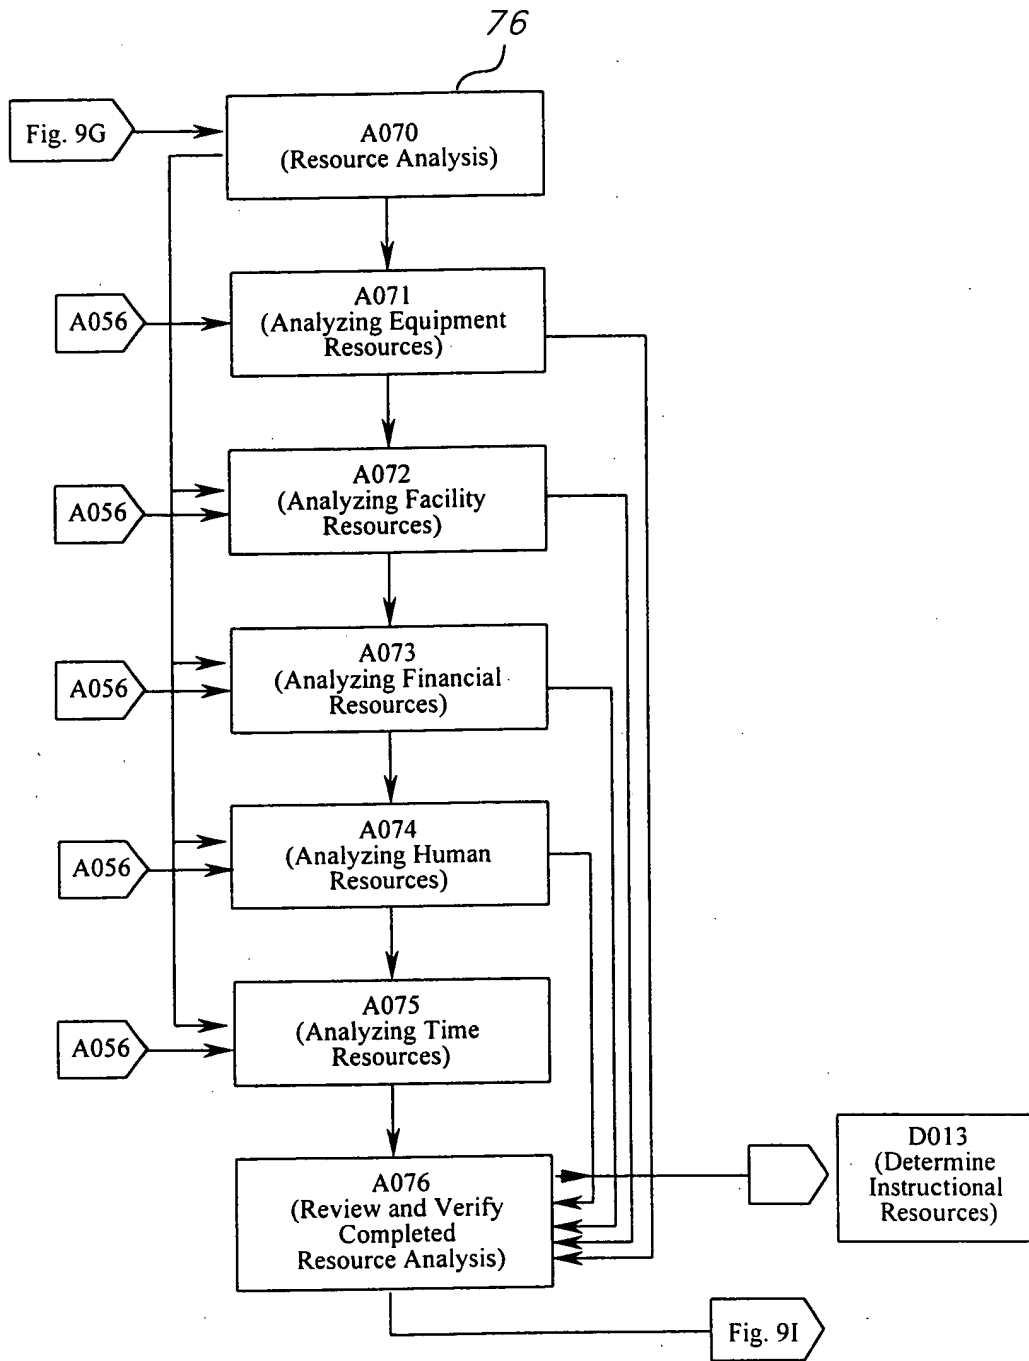 76
Fig. 9G
A070
(Resource Analysis)
A056
A071
(Analyzing Equipment
Resources)
A056
A072
(Analyzing Facility
Resources)
A056
A073
(Analyzing Financial
Resources)
A056
A074
(Analyzing Human
Resources)
A056
A075
(Analyzing Time
Resources)
A076
(Review and Verify
Completed
Resource Analysis)
D013
(Determine
Instructional
Resources)
Fig. 9I